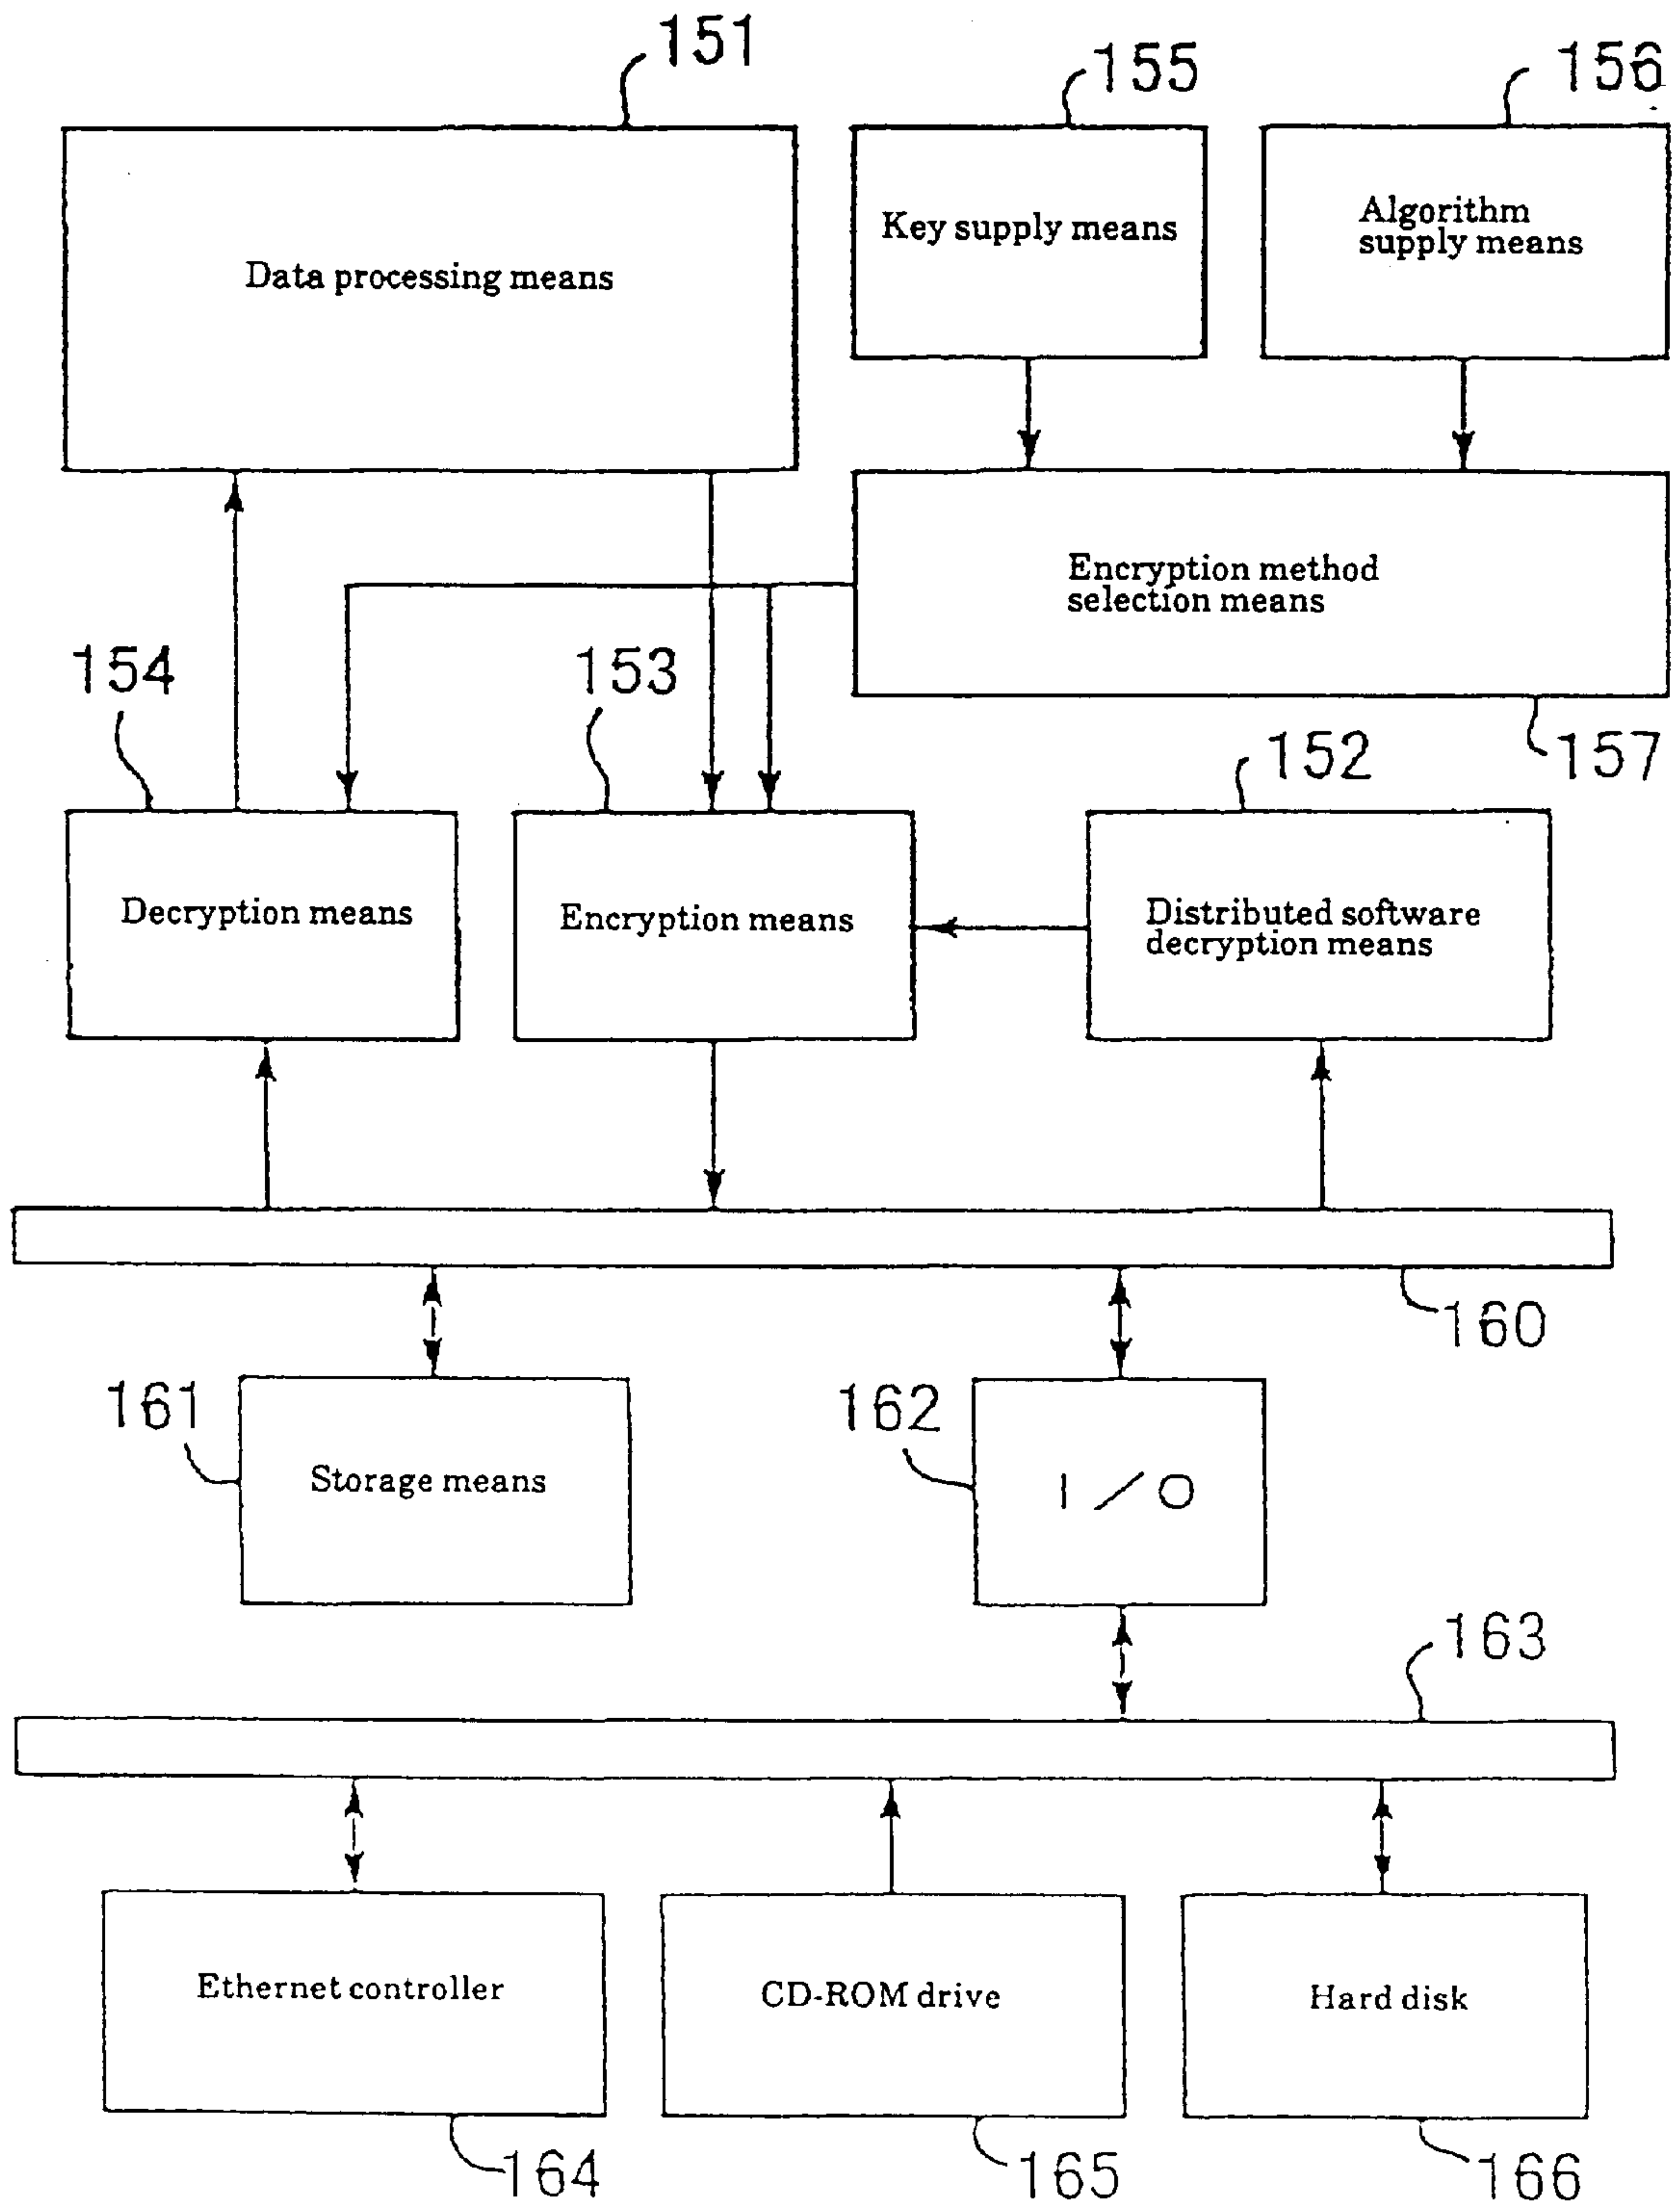 151
155
156
Data processing means
Key supply means
Algorithm
supply means
Encryption method
selection means
154
153
157
152
Decryption means
Encryption means
Distributed software
decryption means
160
161
162
Storage means
I/O
163
Ethernet controller
CD-ROM drive
Hard disk
164
165
166